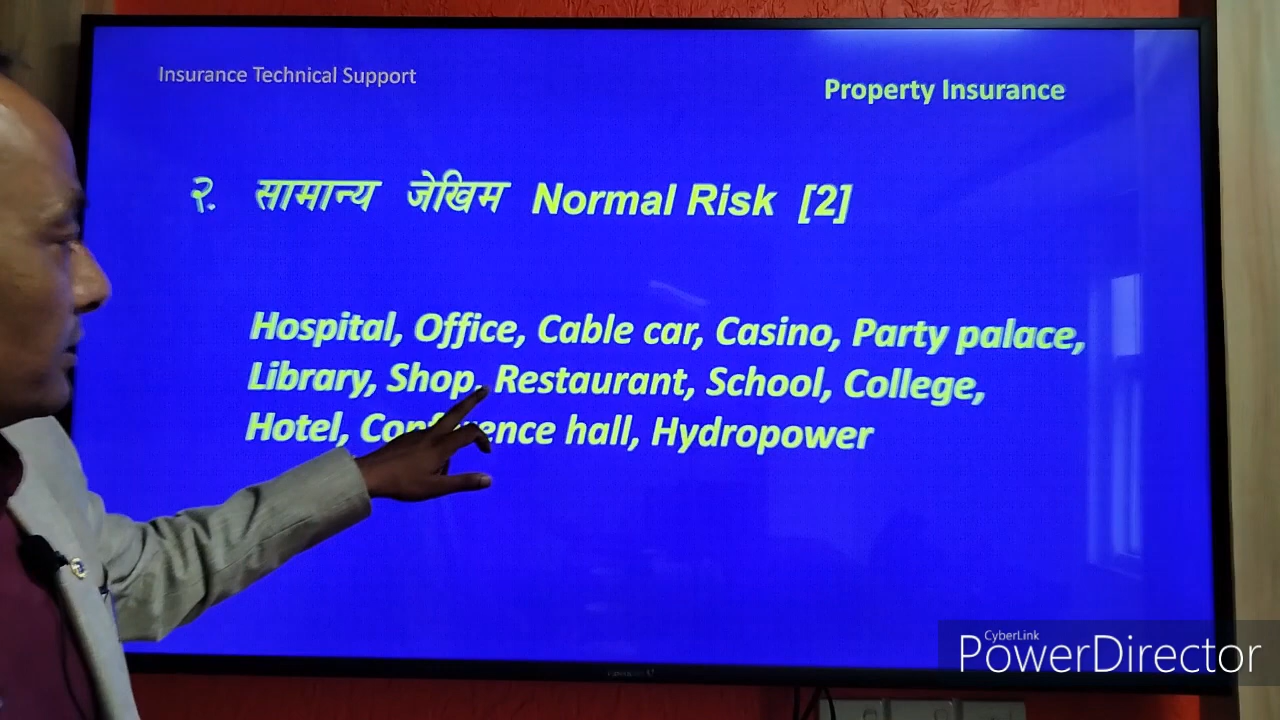 Insurance Technical Support
Property Insurance
२. सामान्य जेखिम Normal Risk [2]
Hospital, Office, Cable car, Casino, Party palace,
Library, Shop, Restaurant, School, College,
Hotel, Conference hall, Hydropower
CyberLink
PowerDirector